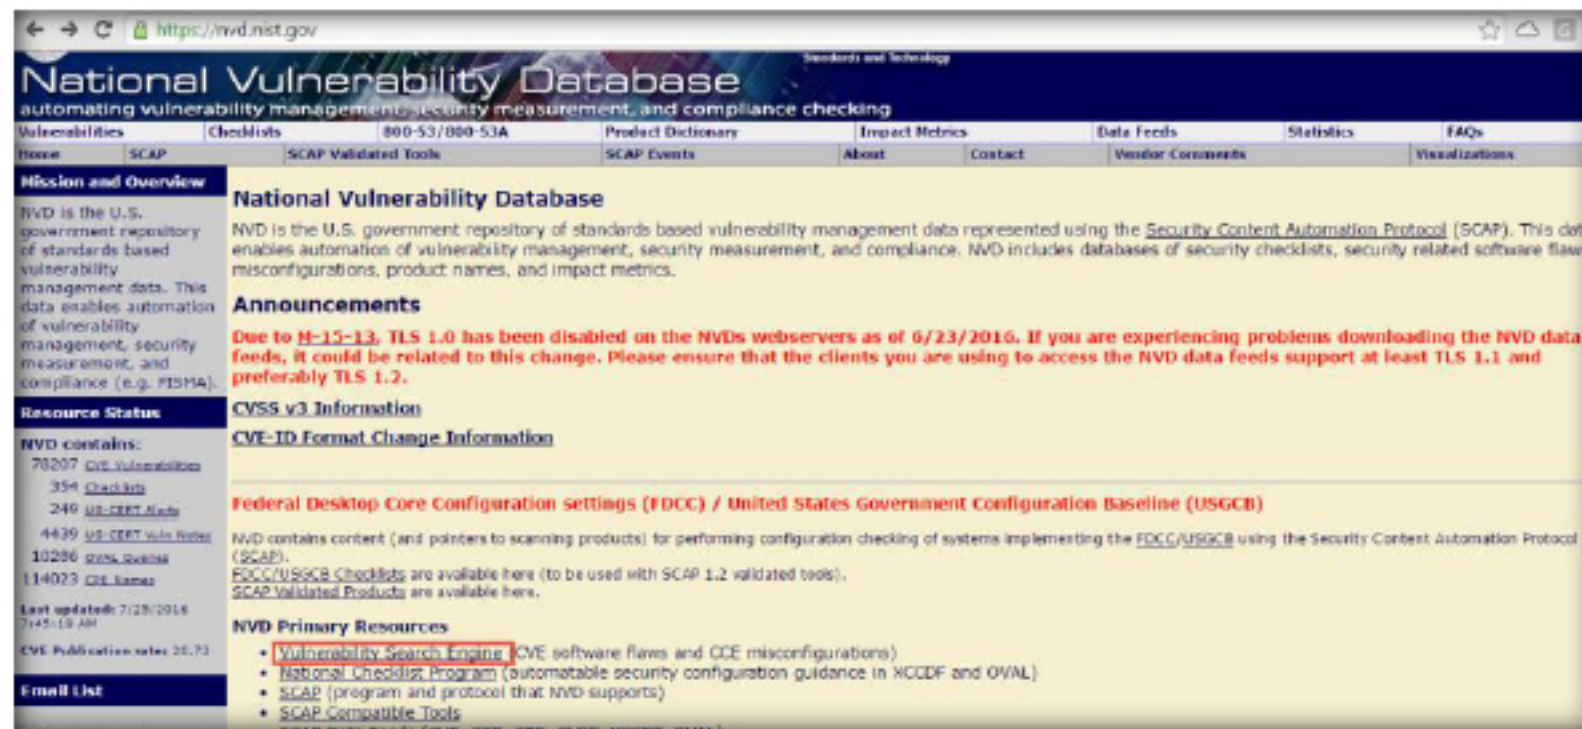 https://nvd.nist.gov
Standards and Technology
National Vulnerability Database
automating vulnerability management, security measurement, and compliance checking
Vulnerabilities Checklists 800-53/800-53A Product Dictionary Impact Metrics Data Feeds Statistics FAQs
Home SCAP SCAP Validated Tools SCAP Events About Contact Vendor Comments Visualizations
Mission and Overview
NVD is the U.S.
government repository
of standards based
vulnerability
management data. This
data enables automation
of vulnerability
management, security
measurement, and
compliance (e.g. FISMA).
Resource Status
NVD contains:
78207 CVE Vulnerabilities
354 Checklists
249 US-CERT Alerts
4439 US-CERT Vuln Notes
10286 OVAL Queries
114023 CPE Names
Last updated: 7/29/2016
7:45:18 AM
CVE Publication rate:
Email List
National Vulnerability Database
NVD is the U.S. government repository of standards based vulnerability management data represented using the Security Content Automation Protocol (SCAP). This dat
enables automation of vulnerability management, security measurement, and compliance. NVD includes databases of security checklists, security related software flaw
misconfigurations, product names, and impact metrics.
Announcements
Due to M-15-13, TLS 1.0 has been disabled on the NVDs webservers as of 6/23/2016. If you are experiencing problems downloading the NVD data
feeds, it could be related to this change. Please ensure that the clients you are using to access the NVD data feeds support at least TLS 1.1 and
preferably TLS 1.2.
CVSS v3 Information
CVE-ID Format Change Information
Federal Desktop Core Configuration settings (FDCC) / United States Government Configuration Baseline (USGCB)
NVD contains content (and pointers to scanning products) for performing configuration checking of systems implementing the FDCC/USGCB using the Security Content Automation Protocol
(SCAP).
FDCC/USGCB Checklists are available here (to be used with SCAP 1.2 validated tools).
SCAP Validated Products are available here.
NVD Primary Resources
• Vulnerability Search Engine (CVE software flaws and CCE misconfigurations)
• National Checklist Program (automatable security configuration guidance in XCCDF and OVAL)
• SCAP (program and protocol that NVD supports)
• SCAP Compatible Tools